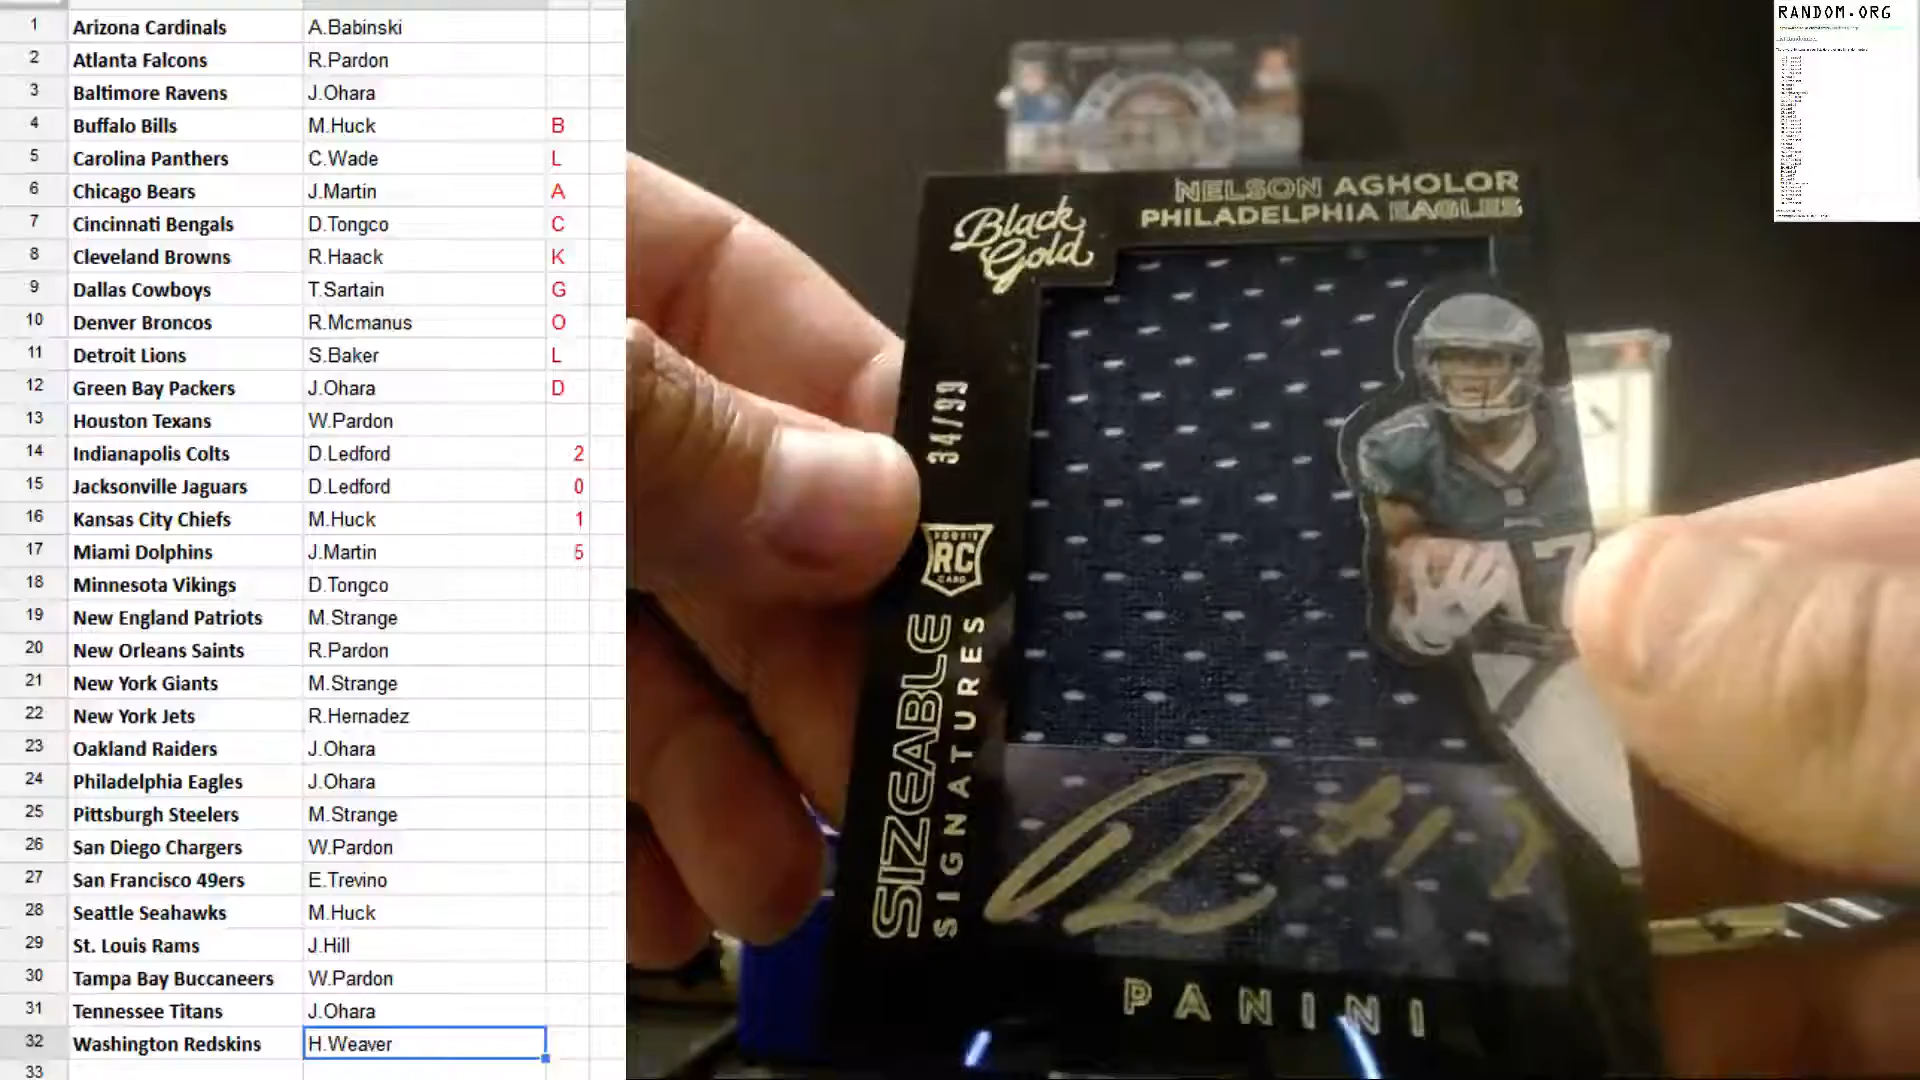 1 Arizona Cardinals A.Babinski
2 Atlanta Falcons R.Pardon
3 Baltimore Ravens J.Ohara
4 Buffalo Bills M.Huck B
5 Carolina Panthers C.Wade L
6 Chicago Bears J.Martin A
7 Cincinnati Bengals D.Tongco C
8 Cleveland Browns R.Haack K
9 Dallas Cowboys T.Sartain G
10 Denver Broncos R.Mcmanus O
11 Detroit Lions S.Baker L
12 Green Bay Packers J.Ohara D
13 Houston Texans W.Pardon
14 Indianapolis Colts D.Ledford 2
15 Jacksonville Jaguars D.Ledford 0
16 Kansas City Chiefs M.Huck 1
17 Miami Dolphins J.Martin 5
18 Minnesota Vikings D.Tongco
19 New England Patriots M.Strange
20 New Orleans Saints R.Pardon
21 New York Giants M.Strange
22 New York Jets R.Hernadez
23 Oakland Raiders J.Ohara
24 Philadelphia Eagles J.Ohara
25 Pittsburgh Steelers M.Strange
26 San Diego Chargers W.Pardon
27 San Francisco 49ers E.Trevino
28 Seattle Seahawks M.Huck
29 St. Louis Rams J.Hill
30 Tampa Bay Buccaneers W.Pardon
31 Tennessee Titans J.Ohara
32 Washington Redskins H.Weaver
33
NELSON AGHOLOR
PHILADELPHIA EAGLES
Black
Gold
34/99
ROOKIE
RC
CARD
SIZEABLE
SIGNATURES
17
#17
PANINI
RANDOM.ORG